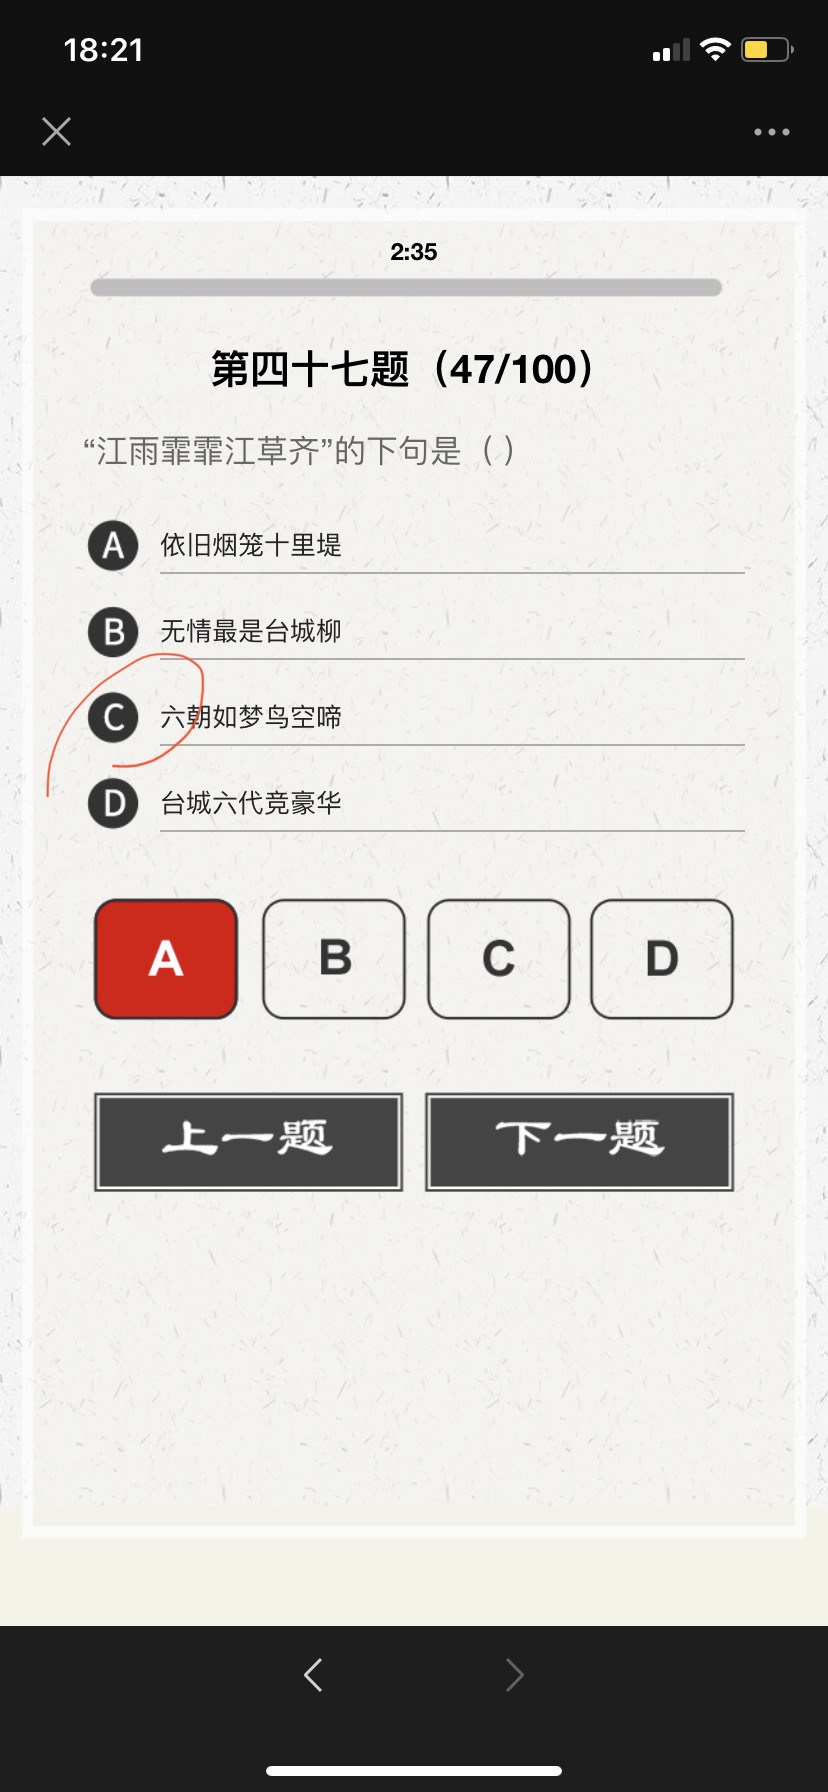 18:21
2:35
第四十七题（47/100）
“江雨霏霏江草齐”的下句是（ ）
A 依旧烟笼十里堤
B 无情最是台城柳
C 六朝如梦鸟空啼
D 台城六代竞豪华
A B C D
上一题 下一题